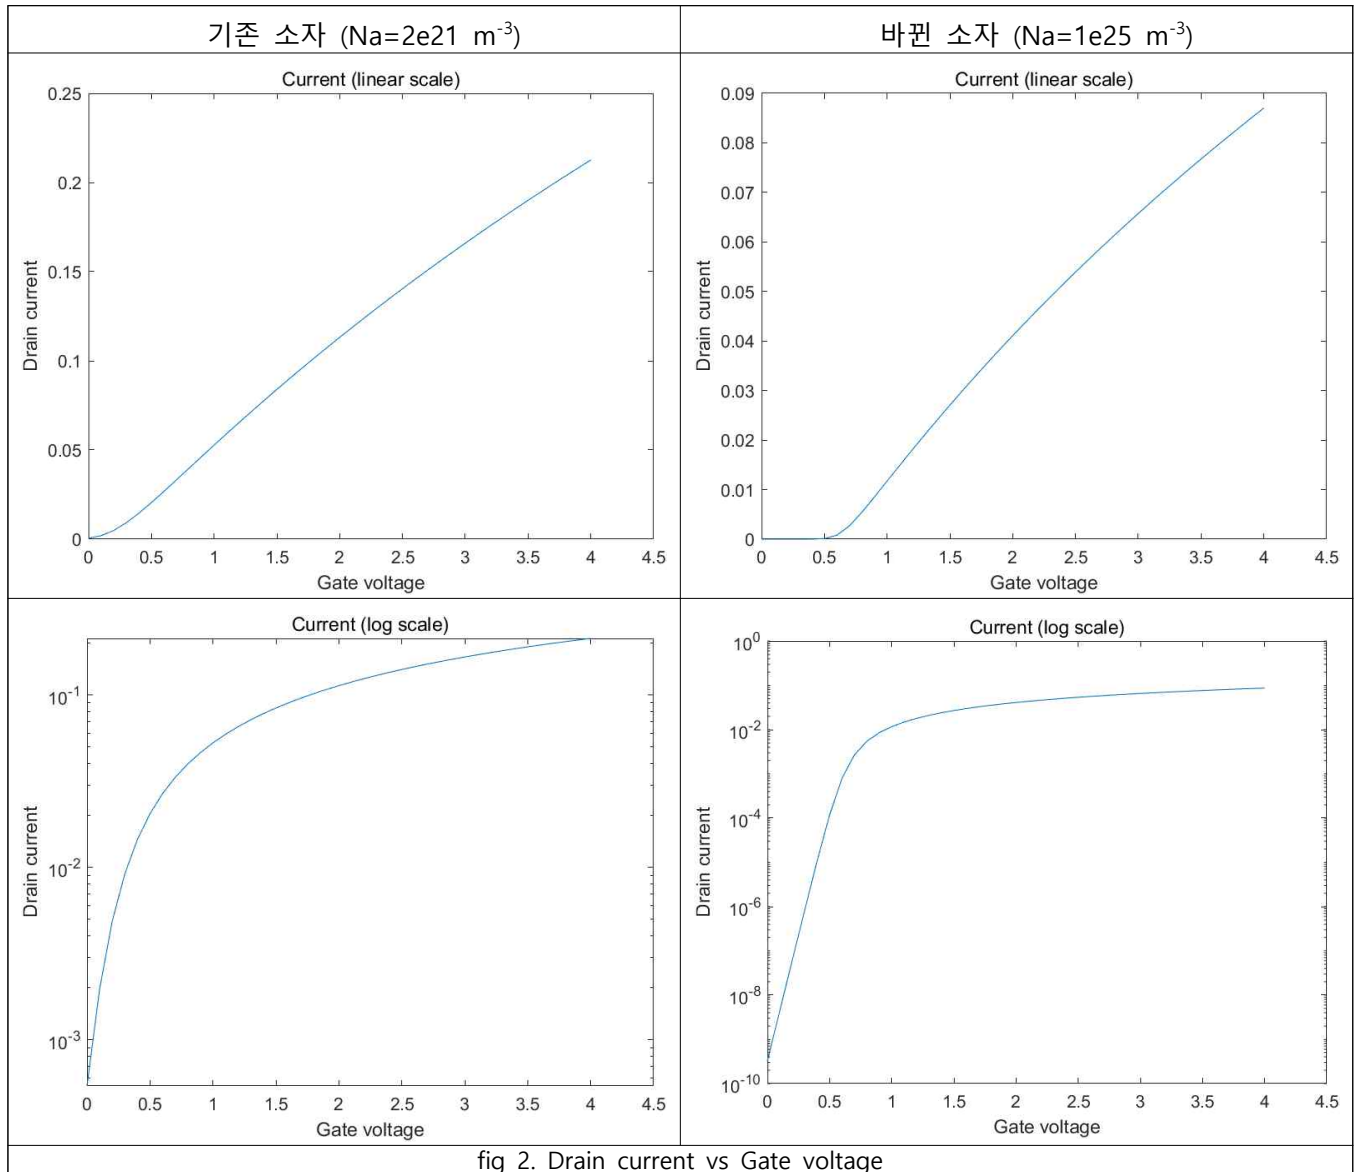 기존 소자 (Na=2e21 m-3)
바뀐 소자 (Na=1e25 m-3)
Current (linear scale)
0.25
0.2
0.15
0.1
0.05
0
Drain current
0 0.5 1 1.5 2 2.5 3 3.5 4 4.5
Gate voltage
Current (linear scale)
0.09
0.08
0.07
0.06
0.05
0.04
0.03
0.02
0.01
0
Drain current
0 0.5 1 1.5 2 2.5 3 3.5 4 4.5
Gate voltage
Current (log scale)
10-1
10-2
10-3
Drain current
0 0.5 1 1.5 2 2.5 3 3.5 4 4.5
Gate voltage
Current (log scale)
100
10-2
10-4
10-6
10-8
10-10
Drain current
0 0.5 1 1.5 2 2.5 3 3.5 4 4.5
Gate voltage
fig 2. Drain current vs Gate voltage